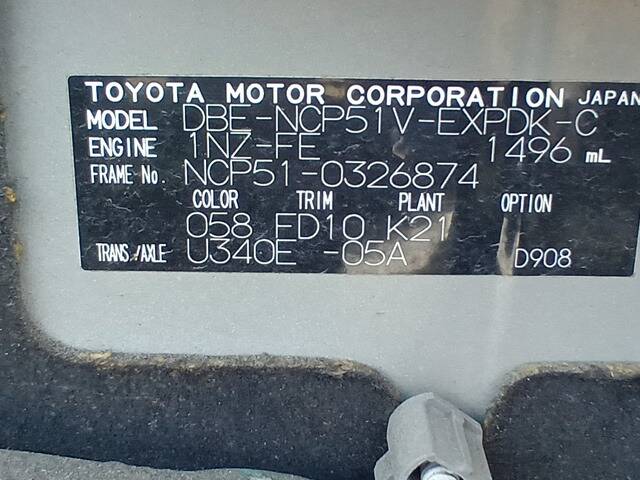 TOYOTA MOTOR CORPORATION JAPAN
MODEL DBE-NCP51V-EXPDK-C
ENGINE 1NZ-FE 1496 mL
FRAME No. NCP51-0326874
COLOR TRIM PLANT OPTION
058 FD10 K21
TRANS./AXLE U340E -05A D908